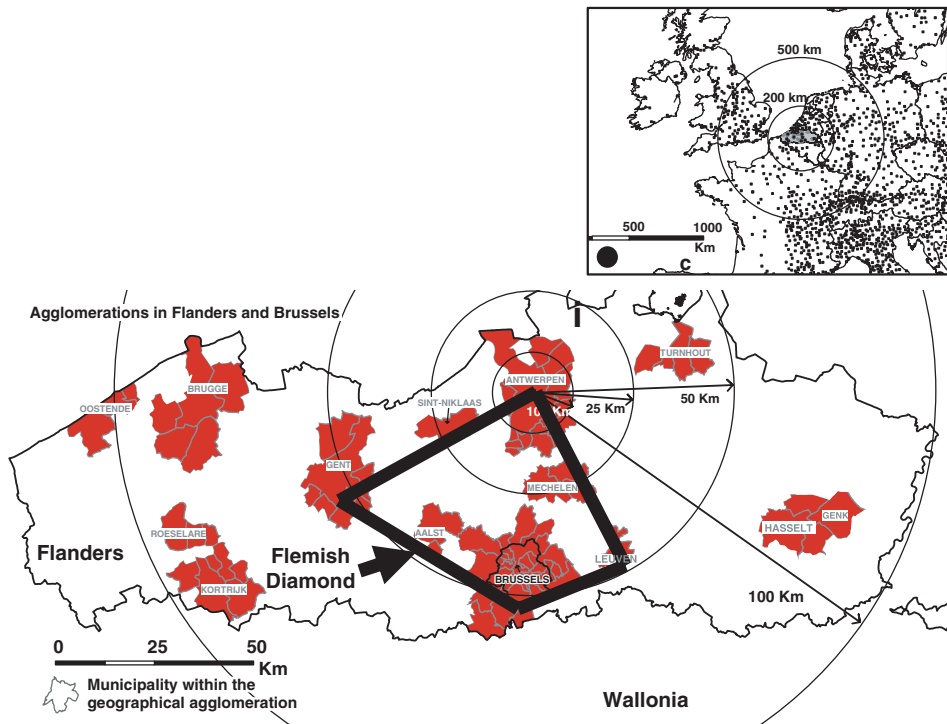 500 km
200 km
500
1000
Km
c
Agglomerations in Flanders and Brussels
TURNHOUT
ANTWERPEN
BRUGGE
OOSTENDE
SINT-NIKLAAS
50 Km
25 Km
GENT
MECHELEN
GENK
HASSELT
ROESELARE
AALST
LEUVEN
Flanders
Flemish
Diamond
BRUSSELS
KORTRIJK
100 Km
0
25
50
Km
Municipality within the
geographical agglomeration
Wallonia